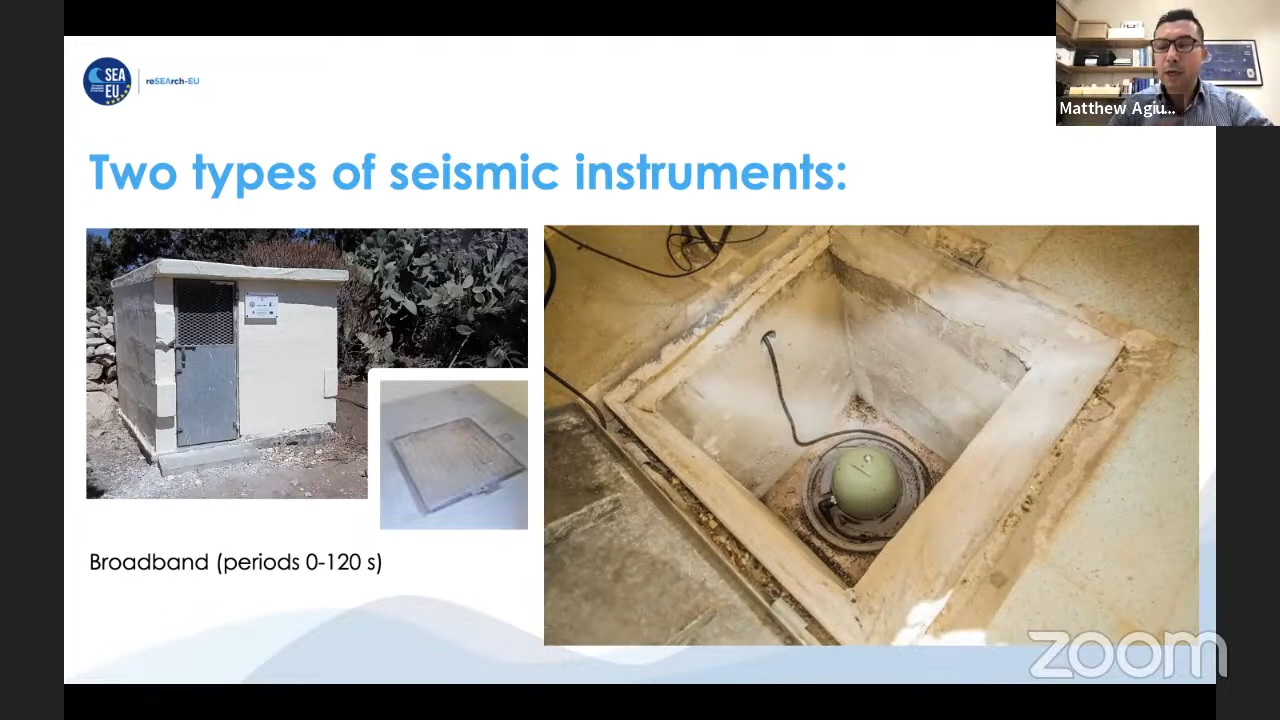 SEA
EU
reSEArch-EU
Matthew Agiu...
Two types of seismic instruments:
Broadband (periods 0-120 s)
zoom